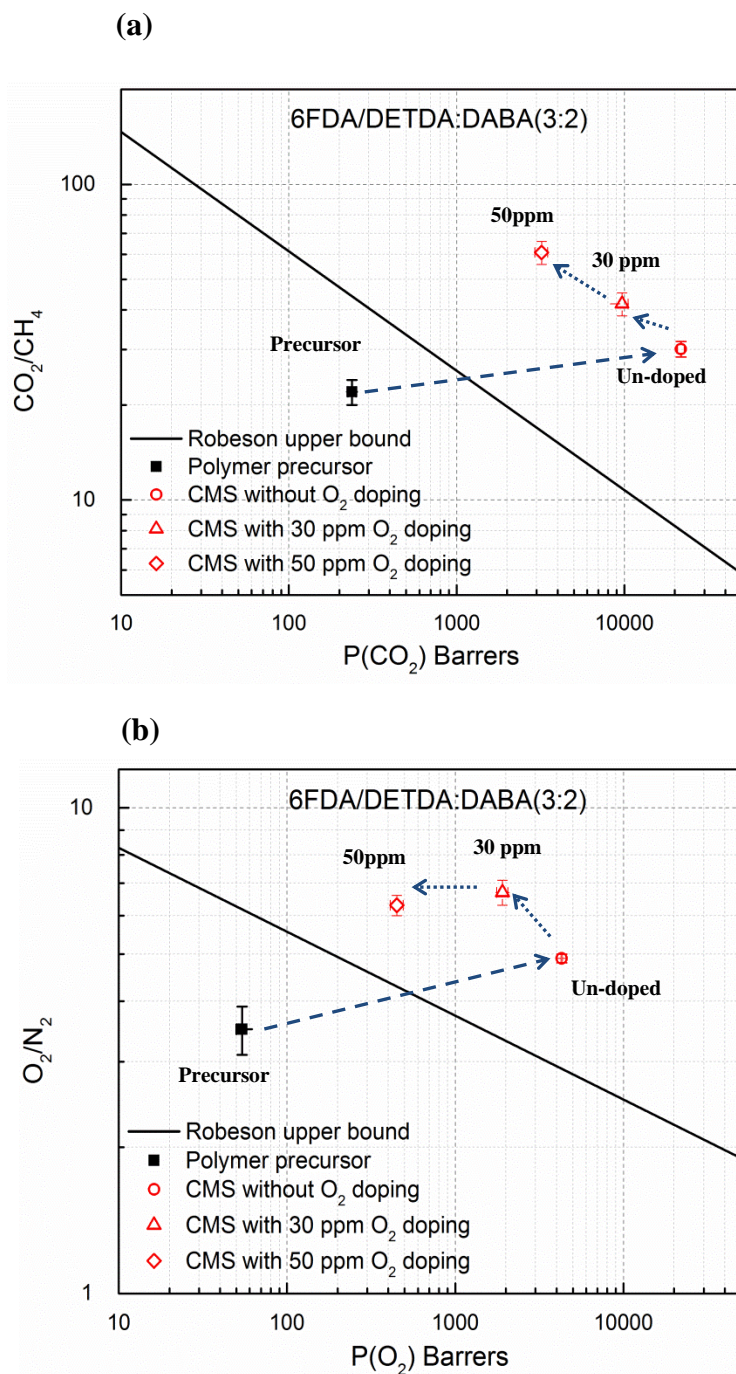 (a)
6FDA/DETDA:DABA(3:2)
100
50ppm
30 ppm
Precursor
Un-doped
CO₂/CH₄
Robeson upper bound
Polymer precursor
10
CMS without O₂ doping
CMS with 30 ppm O₂ doping
CMS with 50 ppm O₂ doping
10 100 1000 10000
P(CO₂) Barrers
(b)
10
6FDA/DETDA:DABA(3:2)
50ppm
30 ppm
Un-doped
O₂/N₂
Precursor
Robeson upper bound
Polymer precursor
CMS without O₂ doping
CMS with 30 ppm O₂ doping
CMS with 50 ppm O₂ doping
1
10 100 1000 10000
P(O₂) Barrers